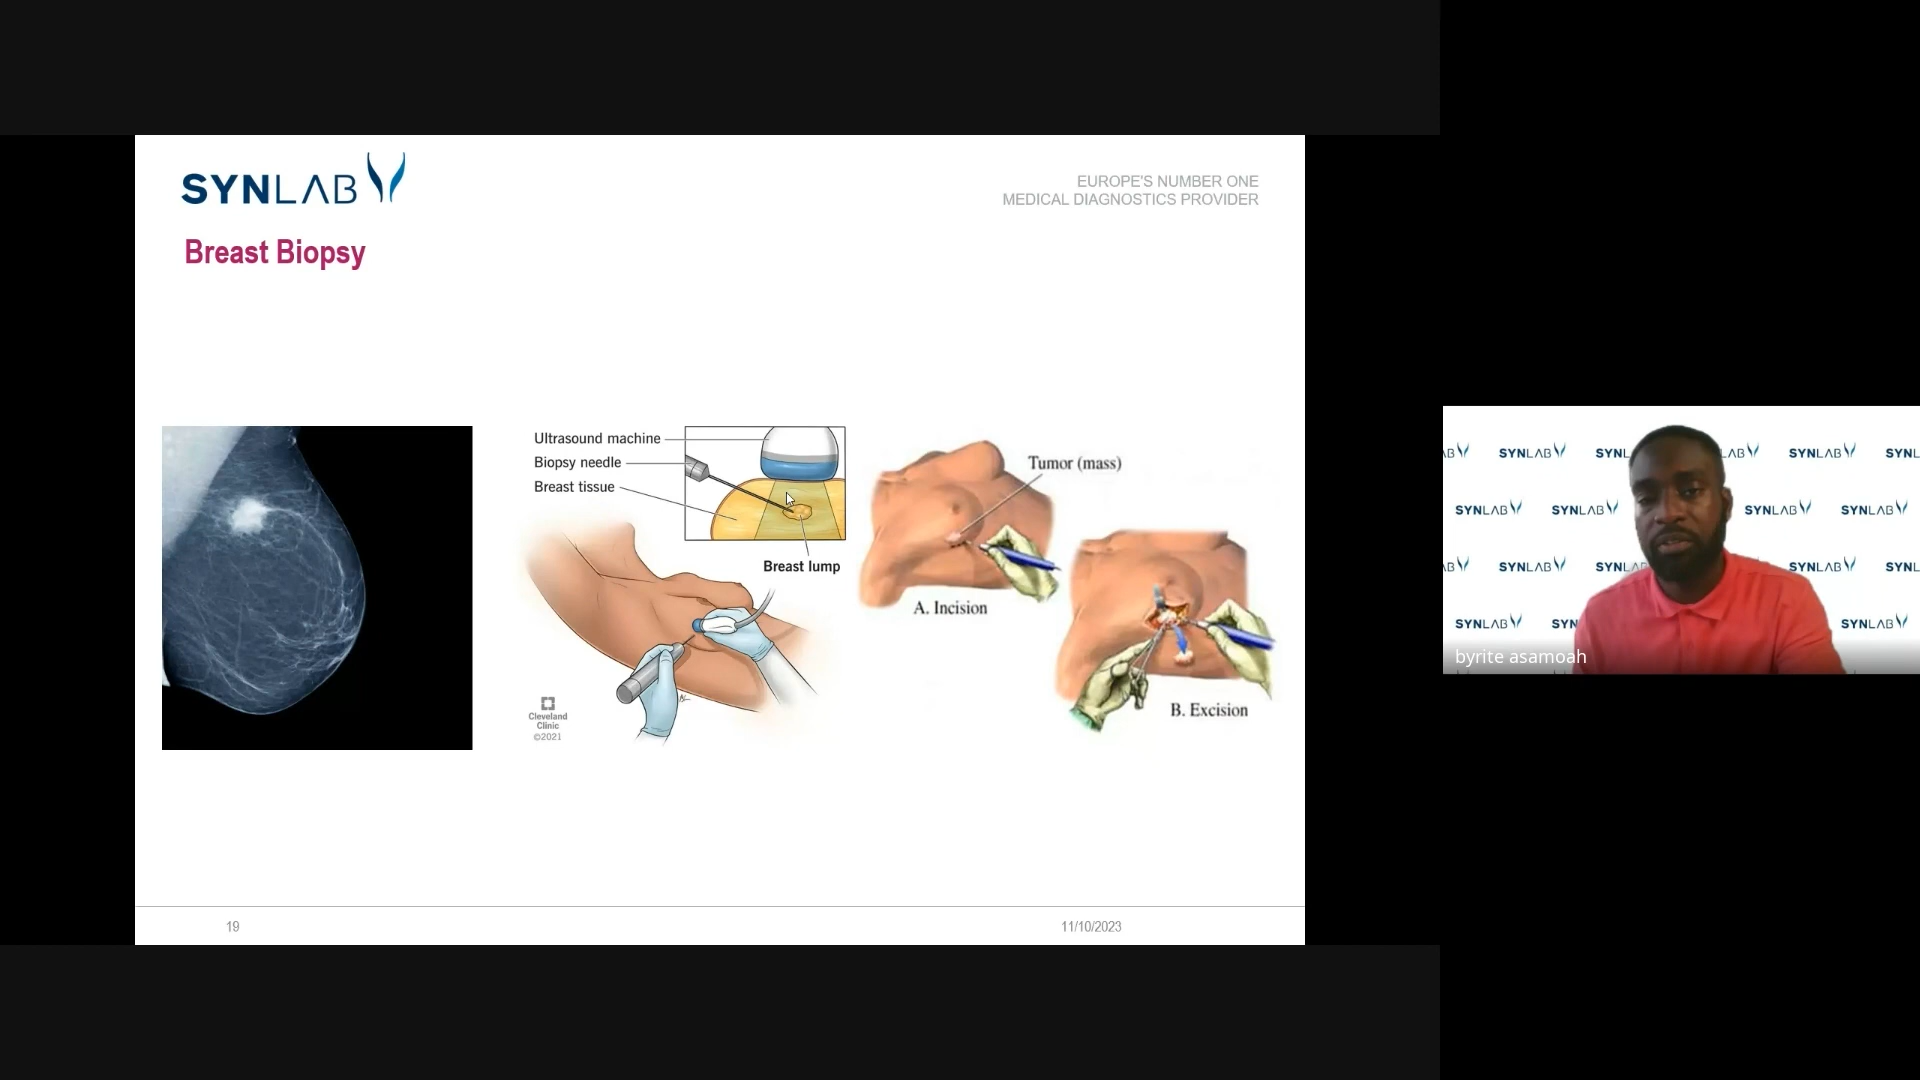 SYNLAB
EUROPE'S NUMBER ONE
MEDICAL DIAGNOSTICS PROVIDER
Breast Biopsy
Ultrasound machine
Biopsy needle
Breast tissue
Breast lump
Cleveland
Clinic
©2021
Tumor (mass)
A. Incision
B. Excision
19
11/10/2023
SYNLAB SYNL LAB SYNLAB SYNL
SYNLAB SYNLAB SYNLAB SYNLAB
SYNLAB SYNLAB SYNLAB SYNL
SYNLAB SYN SYNLAB
byrite asamoah